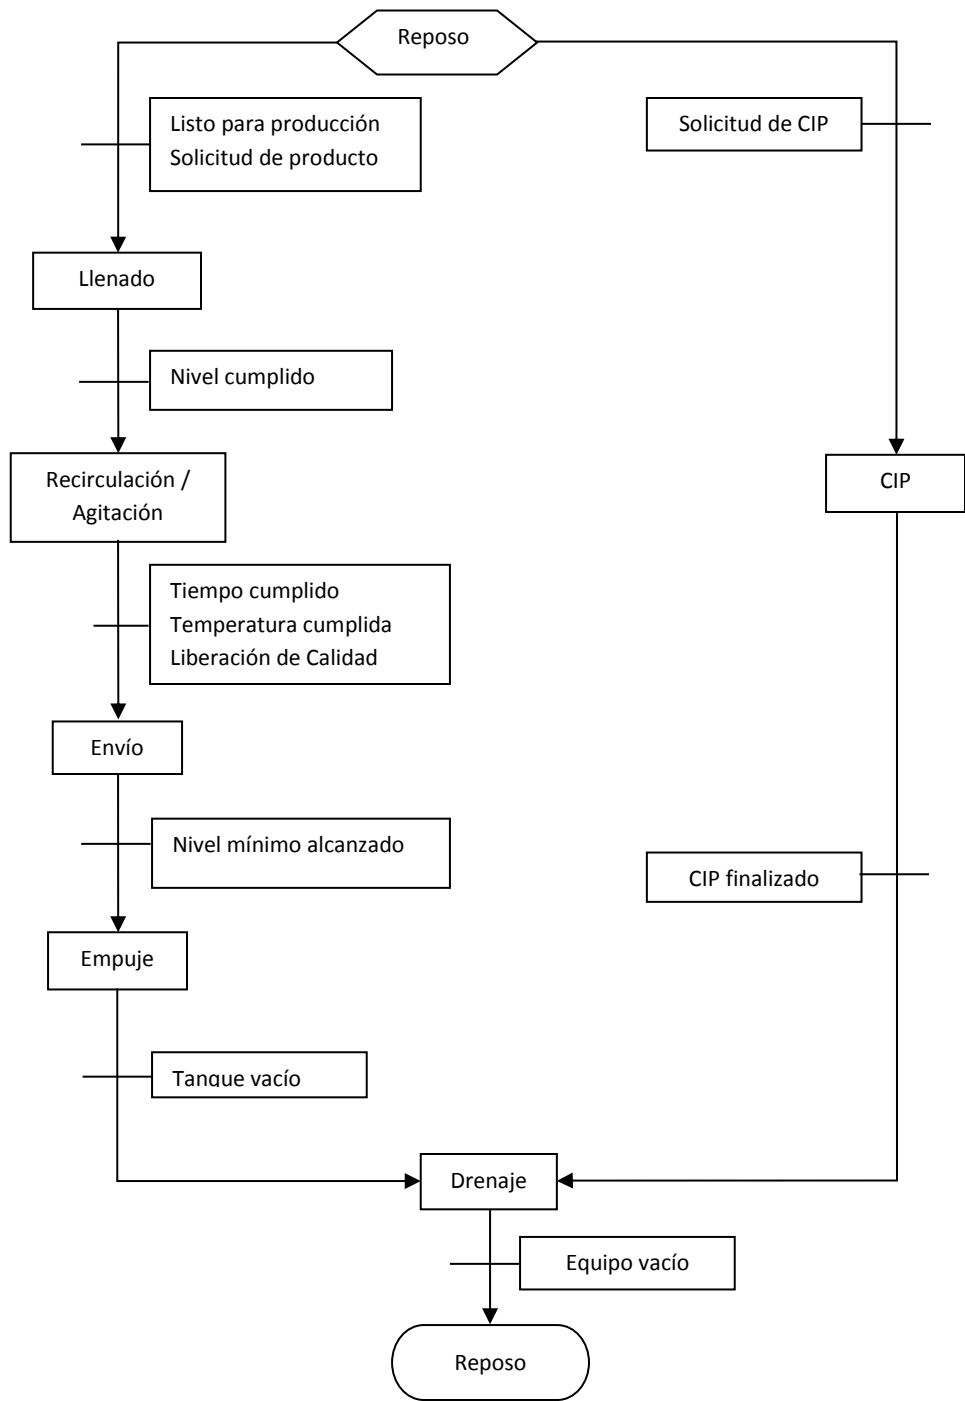 Reposo
Listo para producción
Solicitud de producto
Solicitud de CIP
Llenado
Nivel cumplido
Recirculación /
Agitación
CIP
Tiempo cumplido
Temperatura cumplida
Liberación de Calidad
Envío
Nivel mínimo alcanzado
CIP finalizado
Empuje
Tanque vacío
Drenaje
Equipo vacío
Reposo